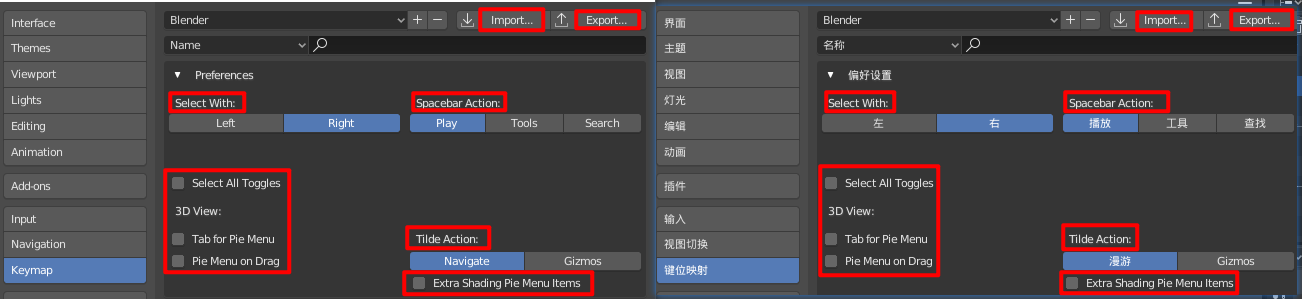 Interface
Themes
Viewport
Lights
Editing
Animation
Add-ons
Input
Navigation
Keymap
Blender
Import...
Export...
Name
Preferences
Select With:
Spacebar Action:
Left
Right
Play
Tools
Search
Select All Toggles
3D View:
Tab for Pie Menu
Tilde Action:
Pie Menu on Drag
Navigate
Gizmos
Extra Shading Pie Menu Items
界面
主题
视图
灯光
编辑
动画
插件
输入
视图切换
键位映射
Blender
Import...
Export...
名称
偏好设置
Select With:
Spacebar Action:
左
右
播放
工具
查找
Select All Toggles
3D View:
Tab for Pie Menu
Tilde Action:
Pie Menu on Drag
漫游
Gizmos
Extra Shading Pie Menu Items